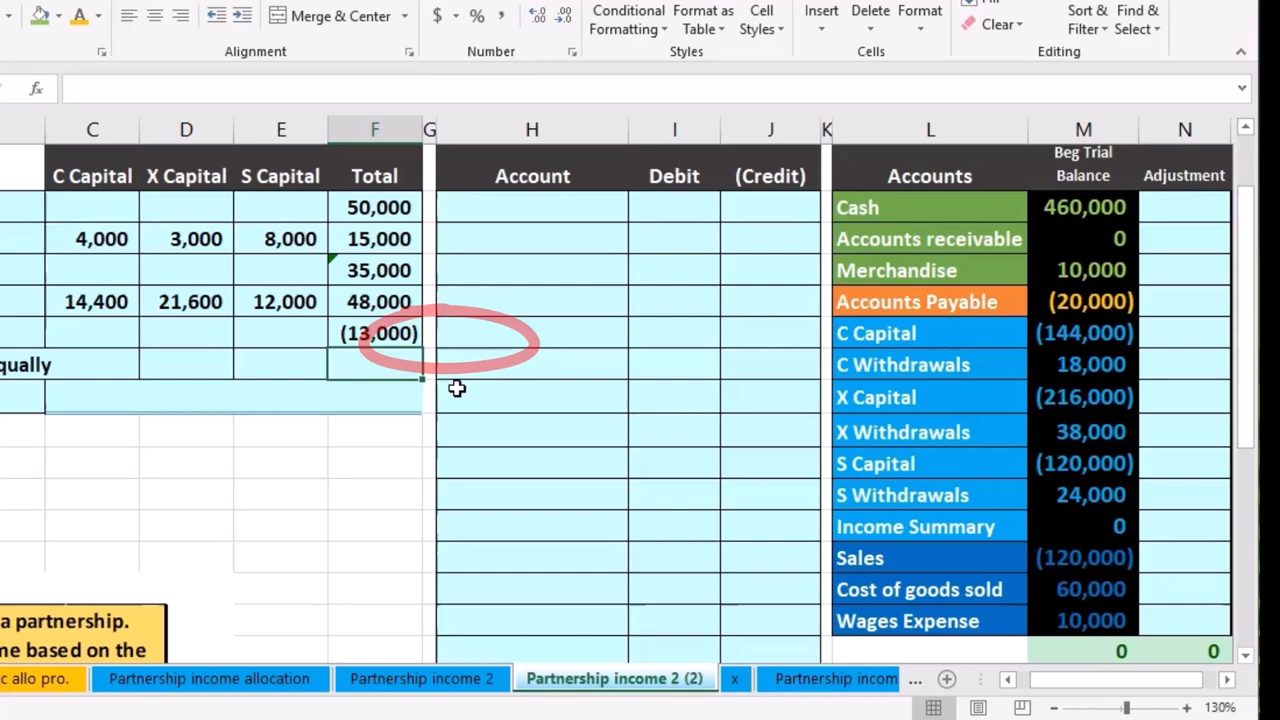 Merge & Center
$ % ,
Conditional Formatting
Format as Table
Cell Styles
Insert
Delete
Format
Clear
Sort & Filter
Find & Select
Alignment
Number
Styles
Cells
Editing
fx
C D E F G H I J K L M N
C Capital X Capital S Capital Total Account Debit (Credit) Accounts Beg Trial Balance Adjustment
50,000 Cash 460,000
4,000 3,000 8,000 15,000 Accounts receivable 0
35,000 Merchandise 10,000
14,400 21,600 12,000 48,000 Accounts Payable (20,000)
(13,000) C Capital (144,000)
qually C Withdrawals 18,000
X Capital (216,000)
X Withdrawals 38,000
S Capital (120,000)
S Withdrawals 24,000
Income Summary 0
Sales (120,000)
Cost of goods sold 60,000
a partnership. Wages Expense 10,000
me based on the 0 0
c allo pro. Partnership income allocation Partnership income 2 Partnership income 2 (2) x Partnership incom ...
130%